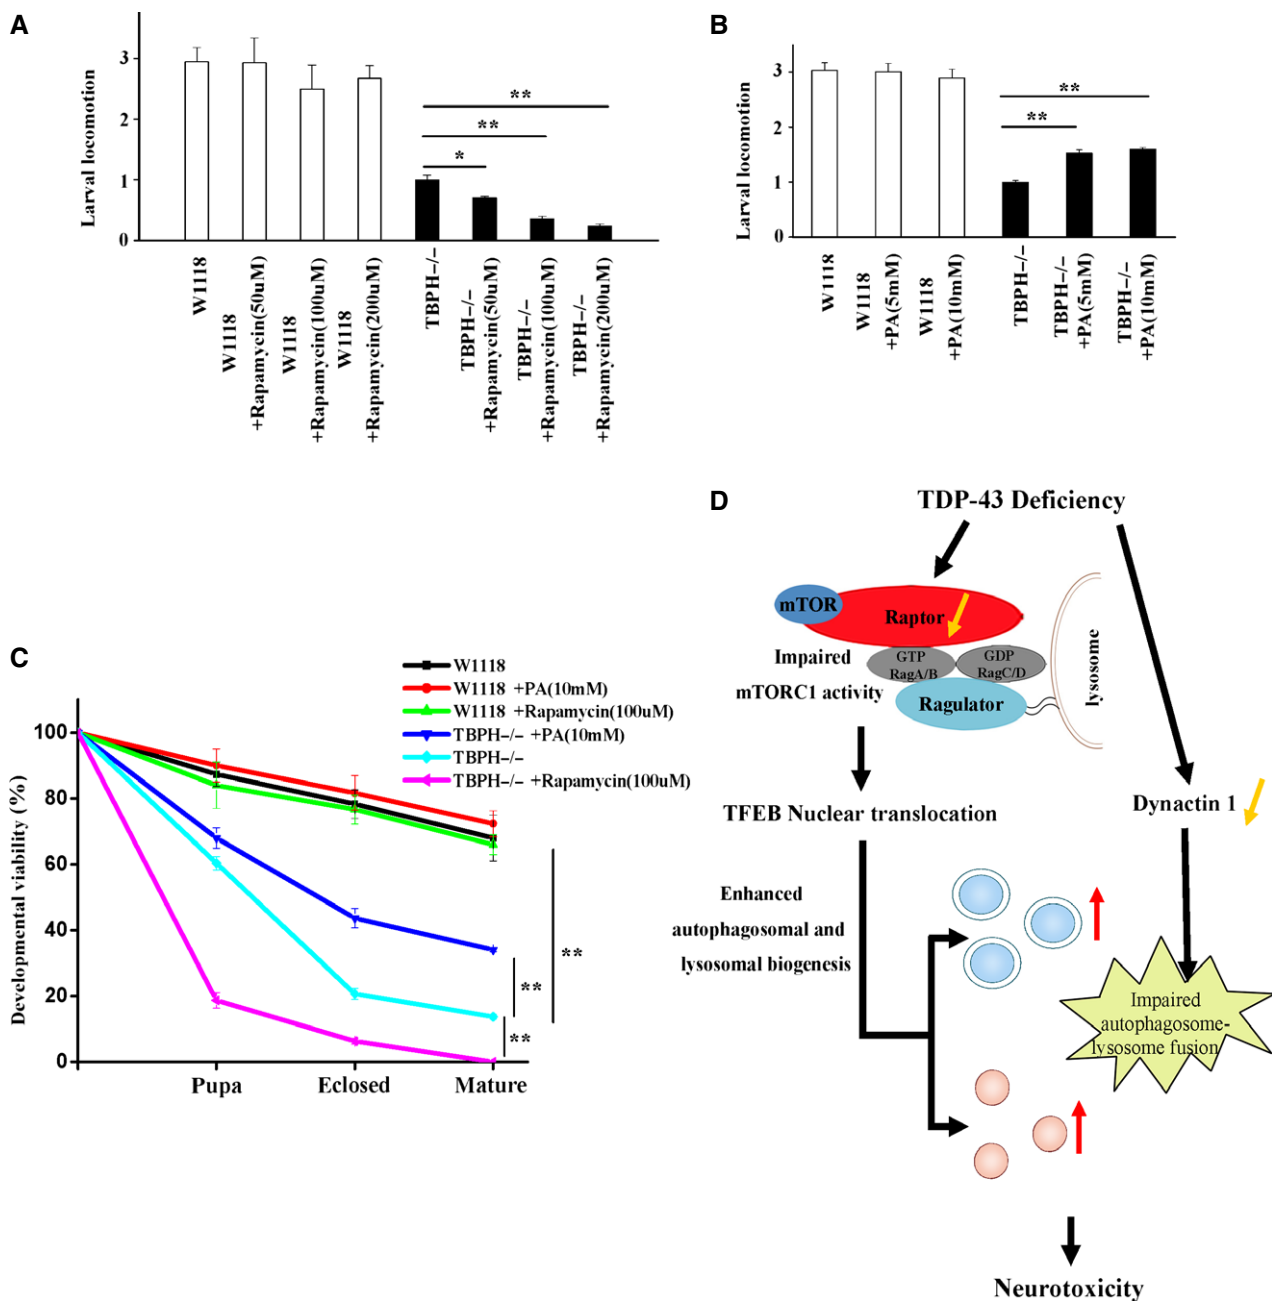 A
Larval locomotion
3
2
1
0
**
**
*
W1118
W1118
+Rapamycin(50uM)
W1118
+Rapamycin(100uM)
W1118
+Rapamycin(200uM)
TBPH−/−
TBPH−/−
+Rapamycin(50uM)
TBPH−/−
+Rapamycin(100uM)
TBPH−/−
+Rapamycin(200uM)
B
Larval locomotion
3
2
1
0
**
**
W1118
W1118
+PA(5mM)
W1118
+PA(10mM)
TBPH−/−
TBPH−/−
+PA(5mM)
TBPH−/−
+PA(10mM)
C
W1118
W1118 +PA(10mM)
W1118 +Rapamycin(100uM)
TBPH−/− +PA(10mM)
TBPH−/−
TBPH−/− +Rapamycin(100uM)
Developmental viability (%)
100
80
60
40
20
0
**
**
**
Pupa Eclosed Mature
D
TDP-43 Deficiency
mTOR
Raptor
GTP
RagA/B
GDP
RagC/D
Ragulator
lysosome
Impaired
mTORC1 activity
TFEB Nuclear translocation
Dynactin 1
Enhanced
autophagosomal and
lysosomal biogenesis
Impaired
autophagosome-
lysosome fusion
Neurotoxicity